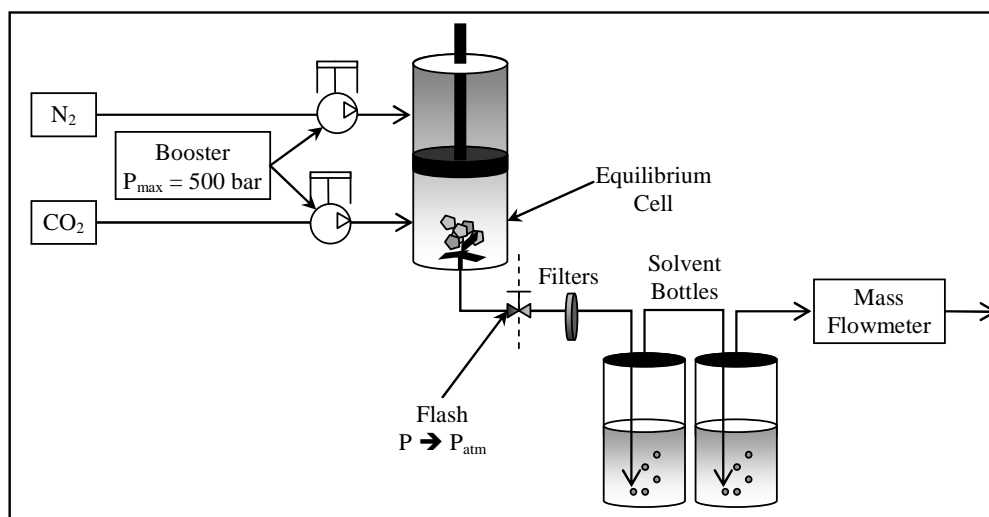 N₂
Booster
Pmax = 500 bar
CO₂
Equilibrium
Cell
Filters
Solvent
Bottles
Mass
Flowmeter
Flash
P ➔ Patm